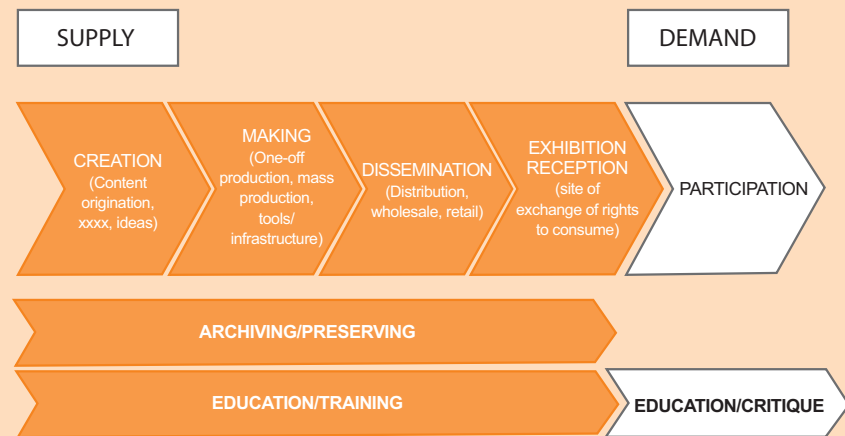 SUPPLY
DEMAND
CREATION
(Content
origination,
xxxx, ideas)
MAKING
(One-off
production, mass
production,
tools/
infrastructure)
DISSEMINATION
(Distribution,
wholesale, retail)
EXHIBITION
RECEPTION
(site of
exchange of rights
to consume)
PARTICIPATION
ARCHIVING/PRESERVING
EDUCATION/TRAINING
EDUCATION/CRITIQUE